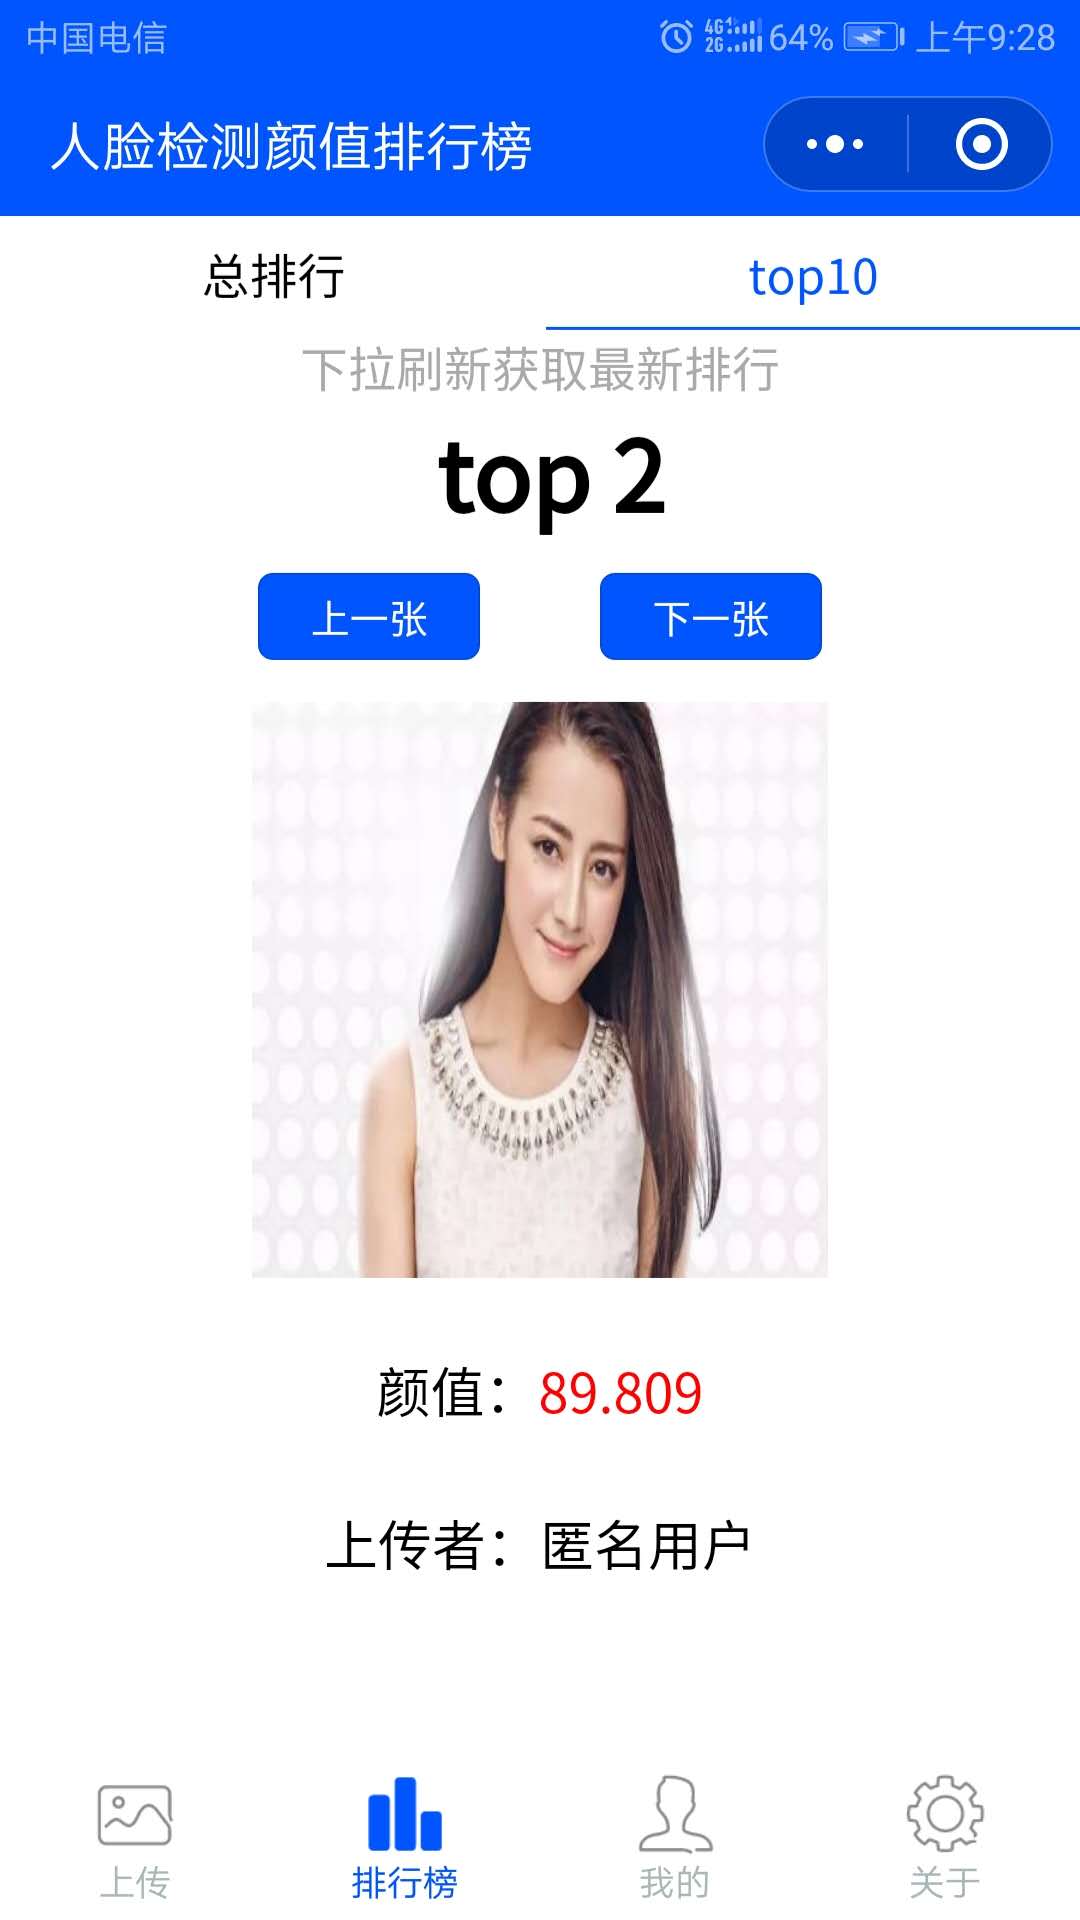 中国电信 4G 2G 64% 上午9:28
人脸检测颜值排行榜
总排行 top10
下拉刷新获取最新排行
top 2
上一张 下一张
颜值：89.809
上传者：匿名用户
上传 排行榜 我的 关于